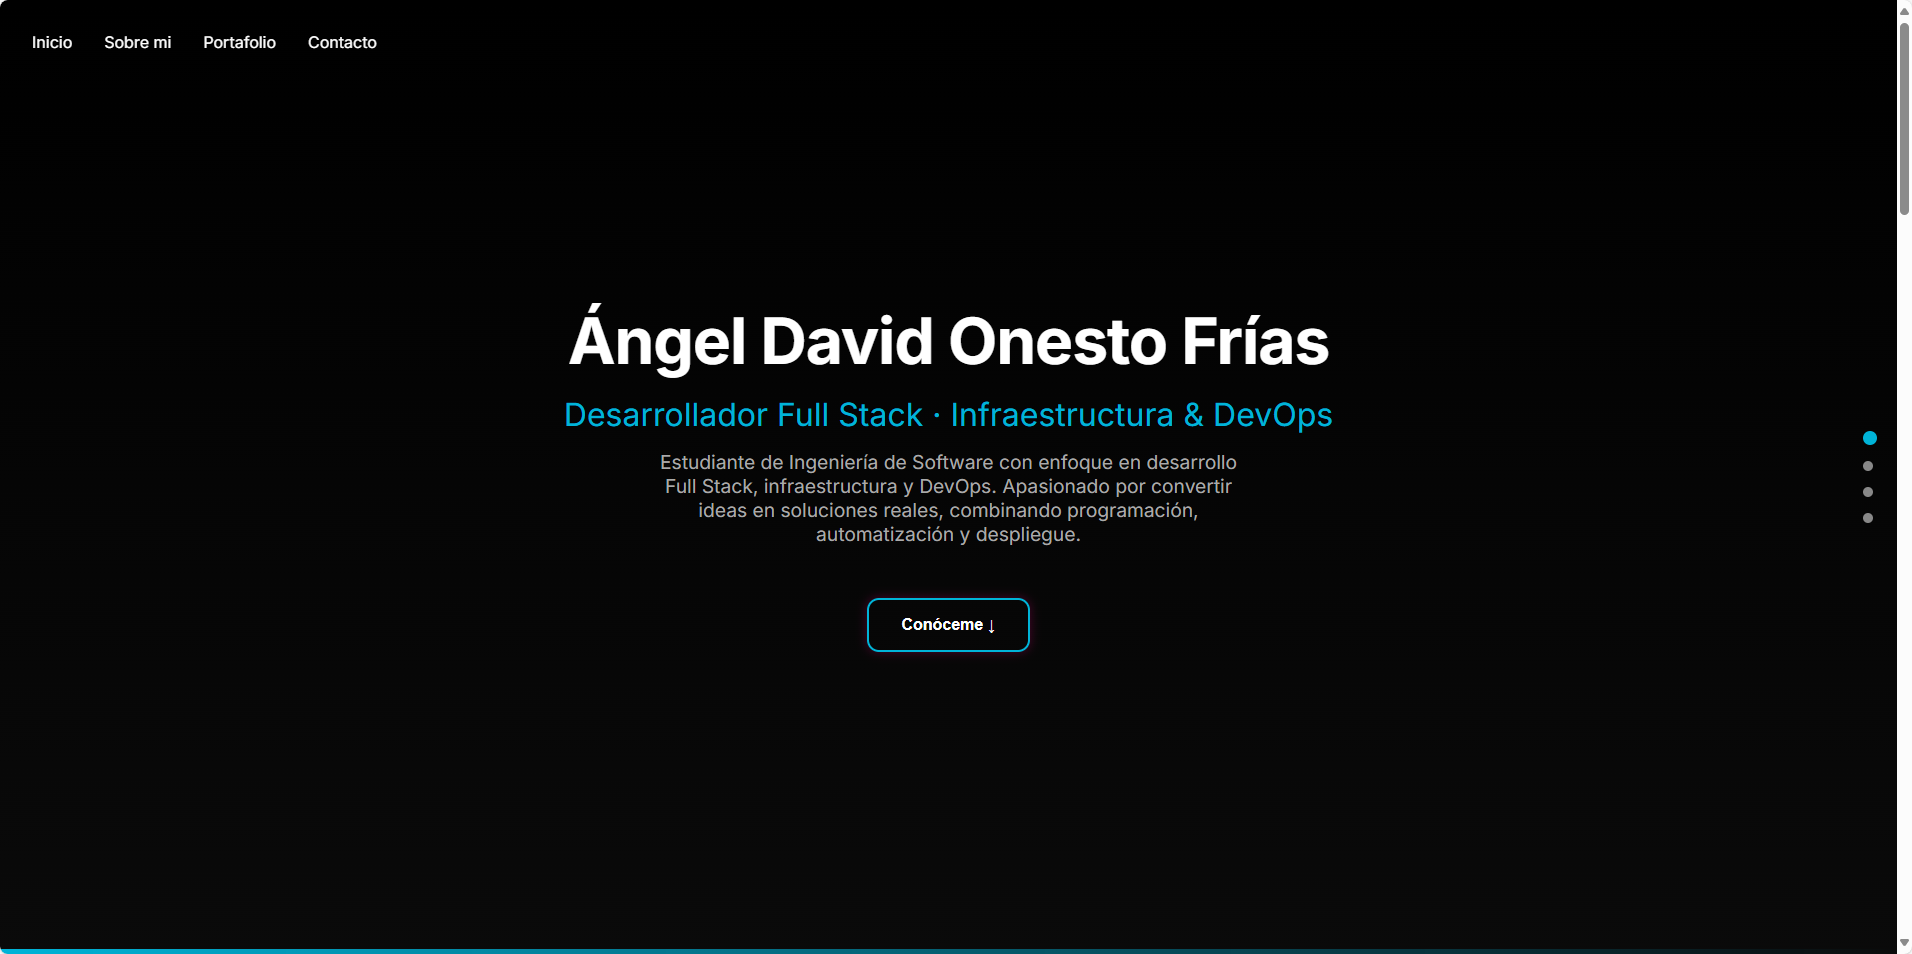 Inicio Sobre mi Portafolio Contacto
Ángel David Onesto Frías
Desarrollador Full Stack · Infraestructura & DevOps
Estudiante de Ingeniería de Software con enfoque en desarrollo
Full Stack, infraestructura y DevOps. Apasionado por convertir
ideas en soluciones reales, combinando programación,
automatización y despliegue.
Conóceme ↓